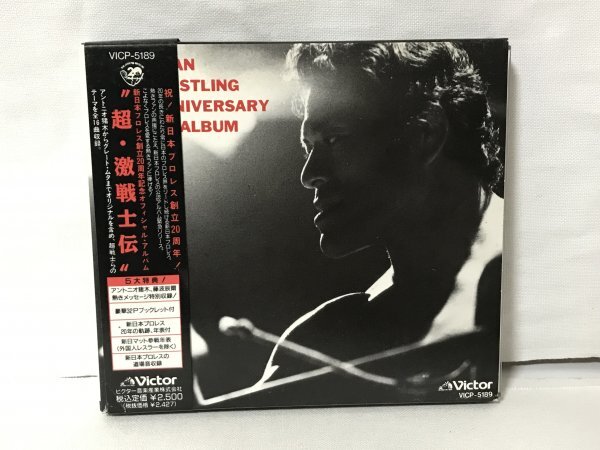 VICP-5189
祝!新日本プロレス創立20周年!
新日本プロレス創立20周年記念オフィシャル・アルバム
"超・激戦士伝"
アントニオ猪木からグレート・ムタまでオリジナルを含め、超戦士らの
テーマを全16曲収録。
5大特典!
アントニオ猪木、藤波辰爾
熱きメッセージ特別収録!
豪華32Pブックレット付
新日本プロレス
20年の軌跡、年表付
新日マット参戦年表
(外国人レスラーを除く)
新日本プロレスの
道場音収録
Victor
ビクター音楽産業株式会社
税込定価 ¥2,500
(税抜価格 ¥2,427)
AN
STLING
NIVERSARY
ALBUM
Victor
VICP-5189